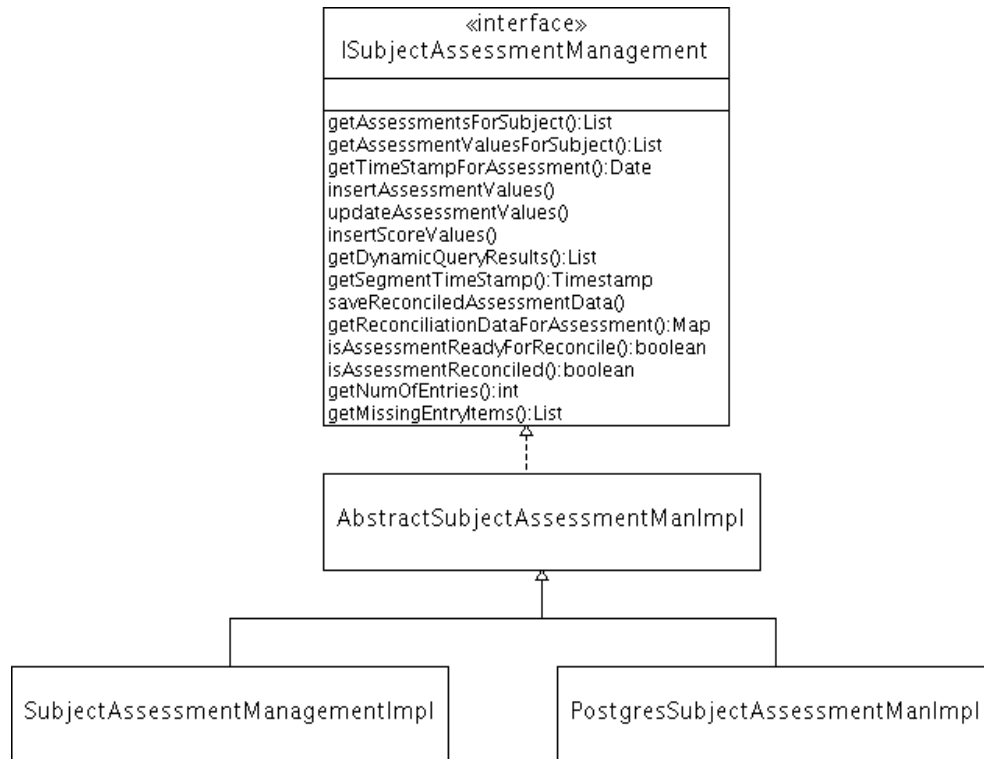 «interface»
ISubjectAssessmentManagement
getAssessmentsForSubject():List
getAssessmentValuesForSubject():List
getTimeStampForAssessment():Date
insertAssessmentValues()
updateAssessmentValues()
insertScoreValues()
getDynamicQueryResults():List
getSegmentTimeStamp():Timestamp
saveReconciledAssessmentData()
getReconciliationDataForAssessment():Map
isAssessmentReadyForReconcile():boolean
isAssessmentReconciled():boolean
getNumOfEntries():int
getMissingEntryItems():List
AbstractSubjectAssessmentManImpl
SubjectAssessmentManagementImpl
PostgresSubjectAssessmentManImpl